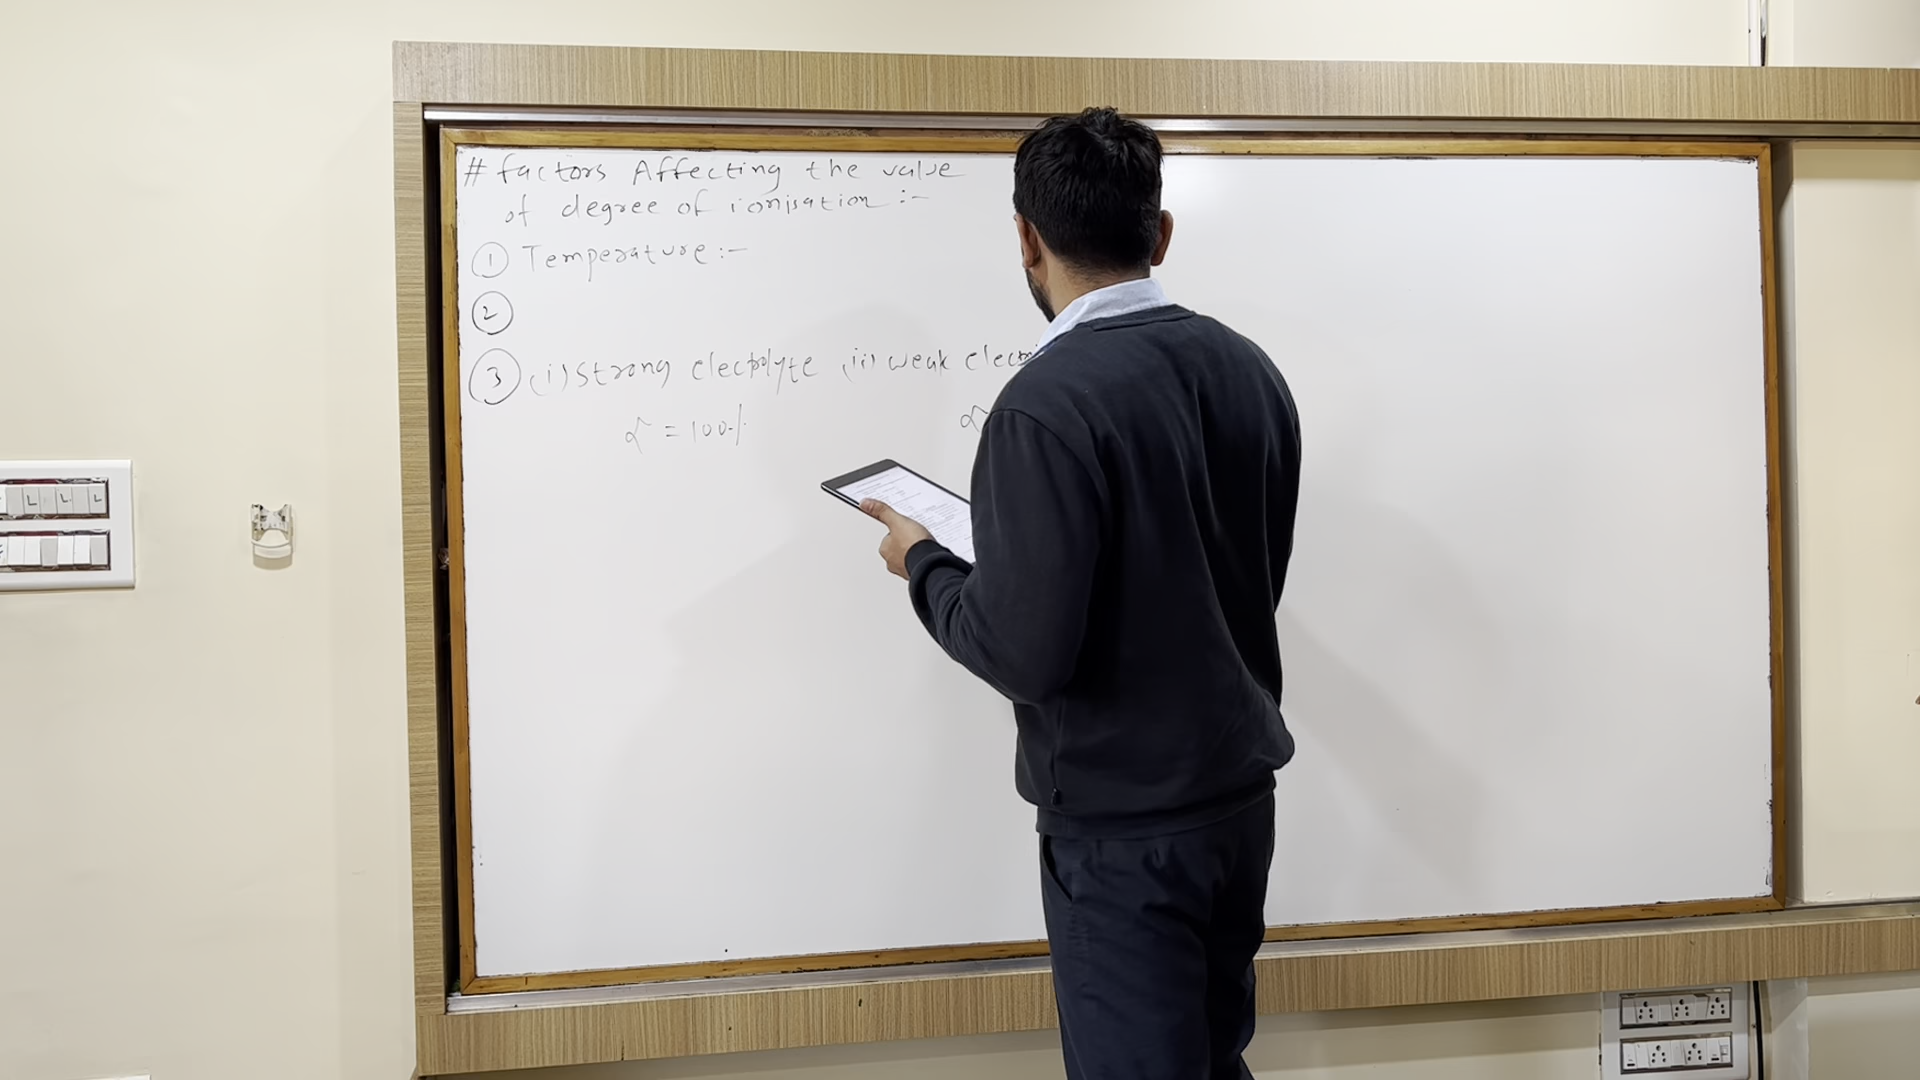 # factors Affecting the value
of degree of ionisation :-
① Temperature :-
②
③ (i) strong electrolyte (ii) weak
α = 100% α